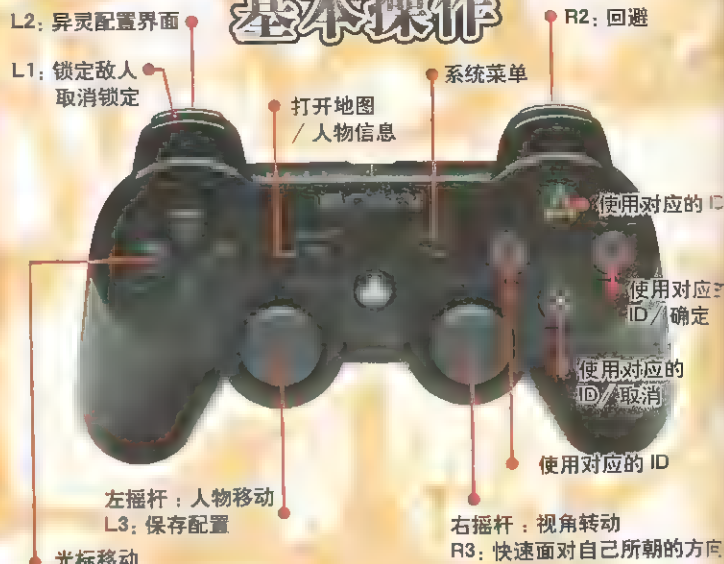 基本操作
L2：异灵配置界面
R2：回避
L1：锁定敌人
取消锁定
系统菜单
打开地图
/ 人物信息
使用对应的 ID
使用对应
ID/ 确定
使用对应的
ID/ 取消
使用对应的 ID
左摇杆：人物移动
L3：保存配置
右摇杆：视角转动
R3：快速面对自己所朝的方向
光标移动